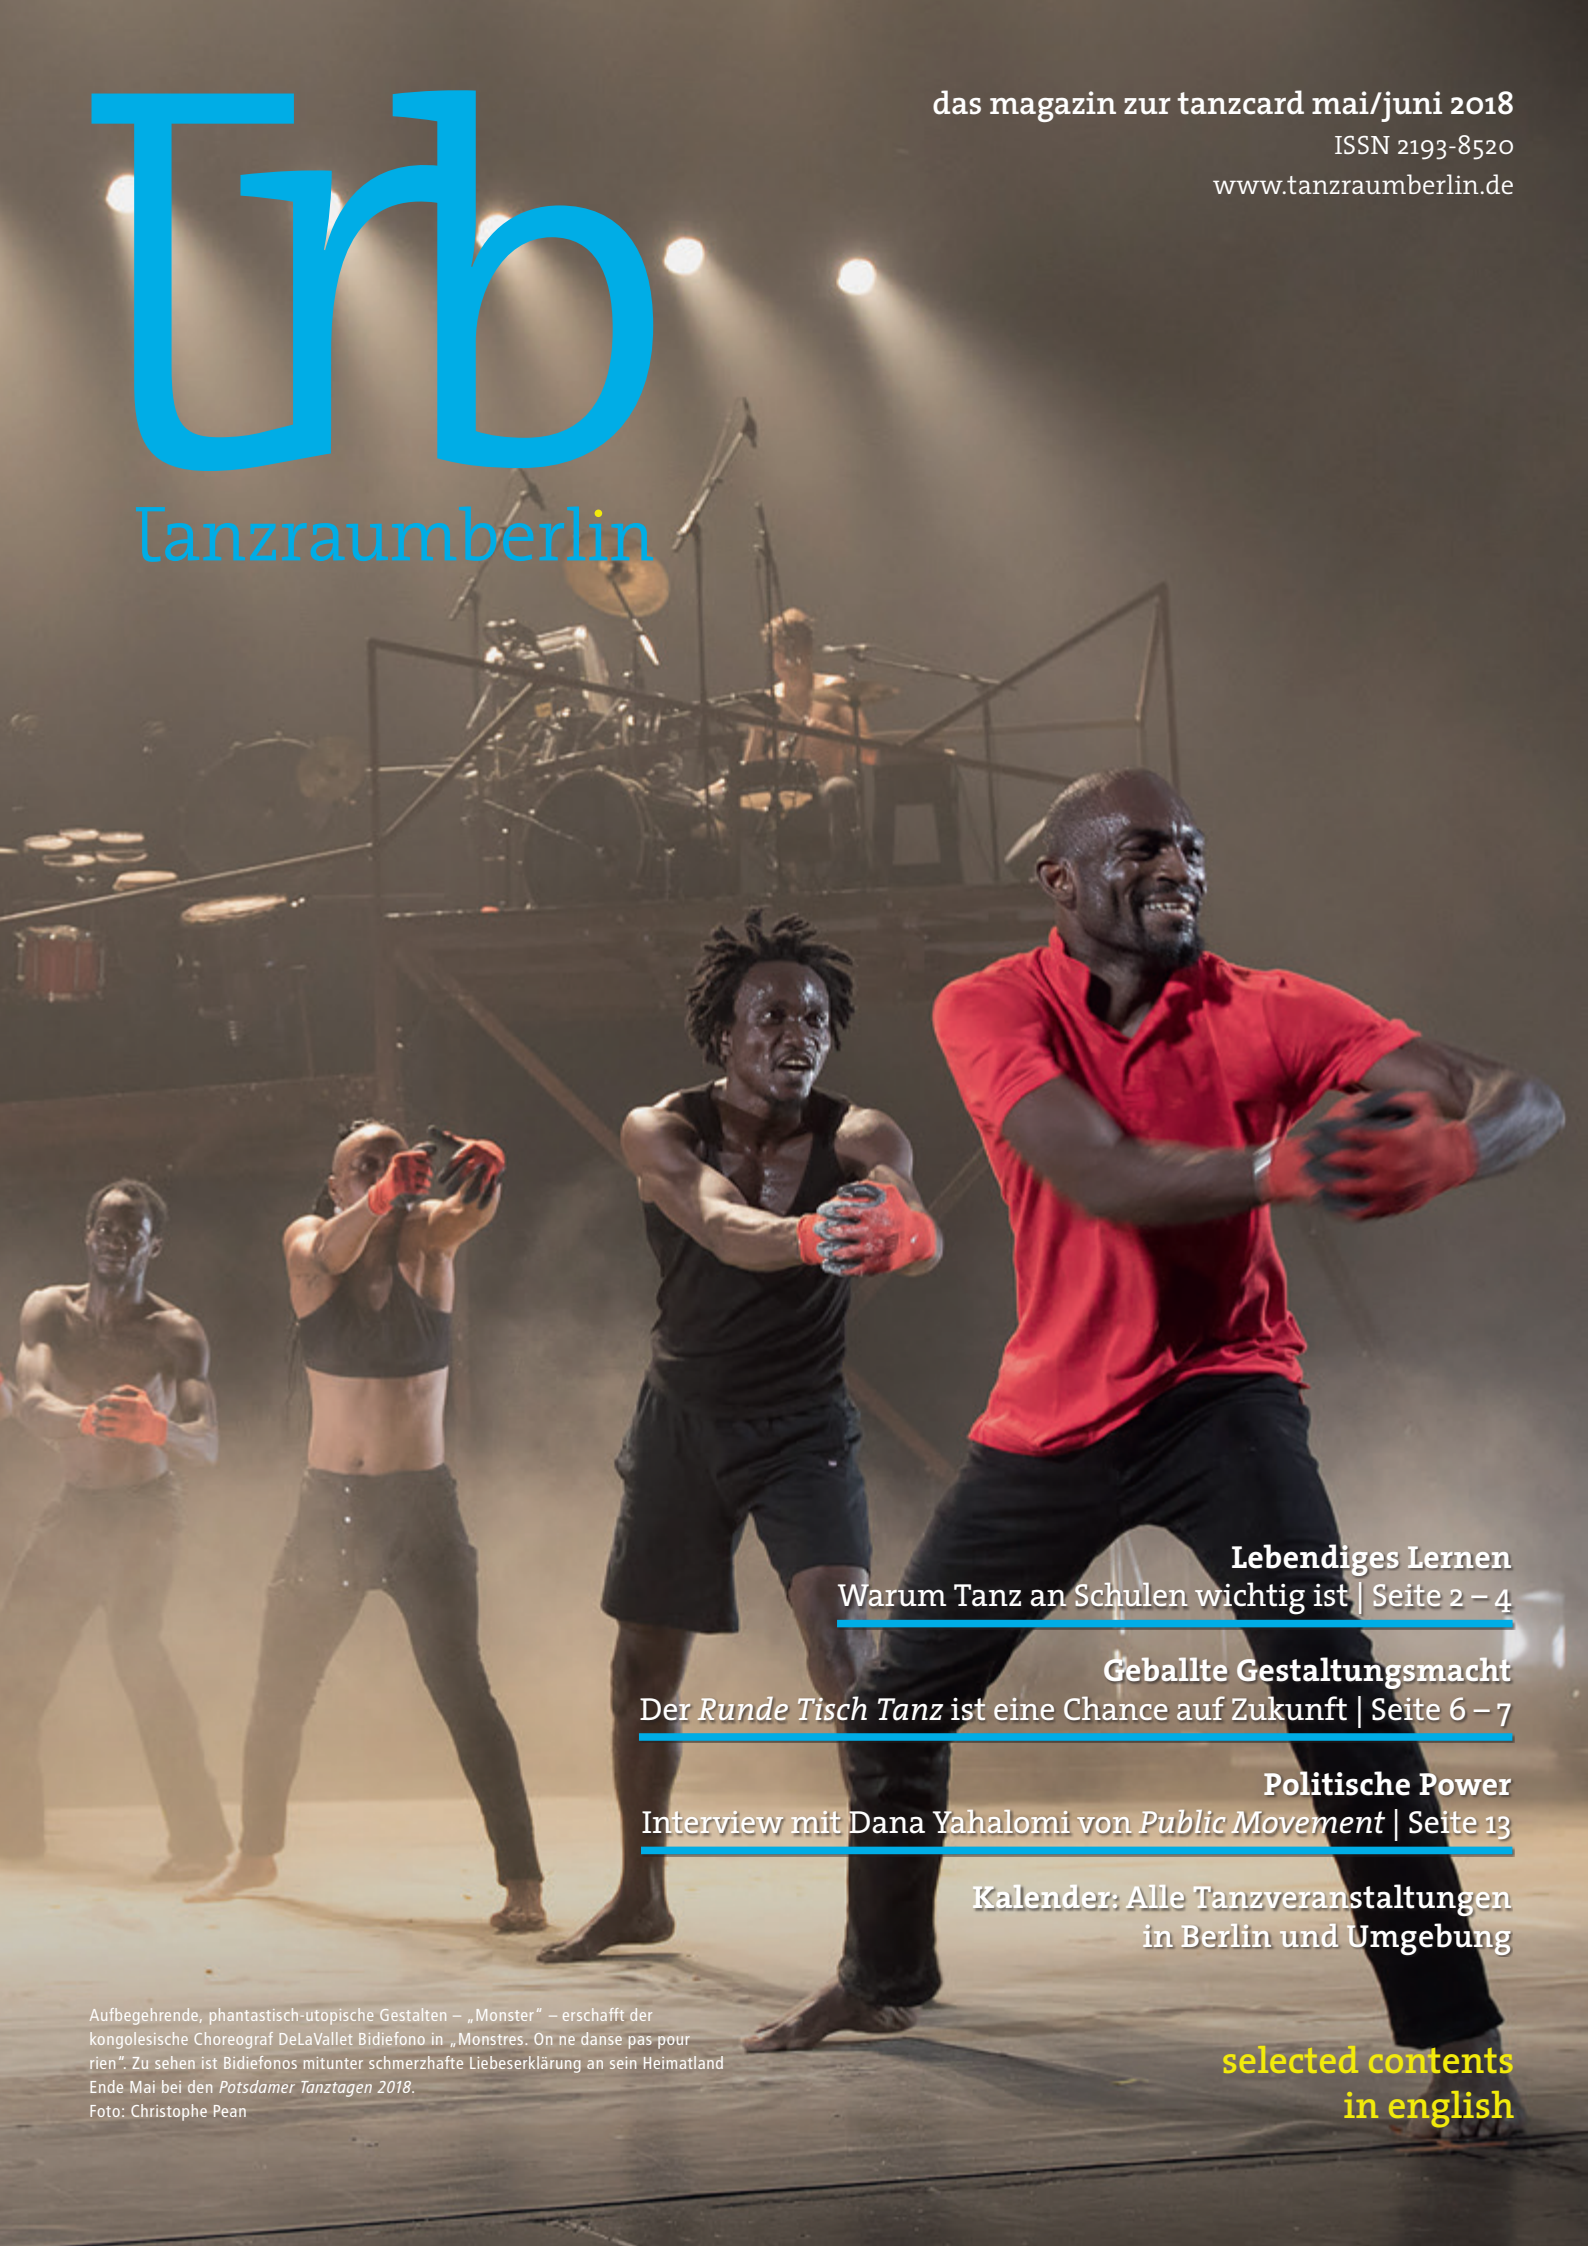 trb
Tanzraumberlin
das magazin zur tanzcard mai/juni 2018
ISSN 2193-8520
www.tanzraumberlin.de
Lebendiges Lernen
Warum Tanz an Schulen wichtig ist | Seite 2 – 4
Geballte Gestaltungsmacht
Der Runde Tisch Tanz ist eine Chance auf Zukunft | Seite 6 – 7
Politische Power
Interview mit Dana Yahalomi von Public Movement | Seite 13
Kalender: Alle Tanzveranstaltungen
in Berlin und Umgebung
Aufbegehrende, phantastisch-utopische Gestalten – „Monster“ – erschafft der
kongolesische Choreograf DeLaVallet Bidiefono in „Monstres. On ne danse pas pour
rien“. Zu sehen ist Bidiefonos mitunter schmerzhafte Liebeserklärung an sein Heimatland
Ende Mai bei den Potsdamer Tanztagen 2018.
Foto: Christophe Pean
selected contents
in english